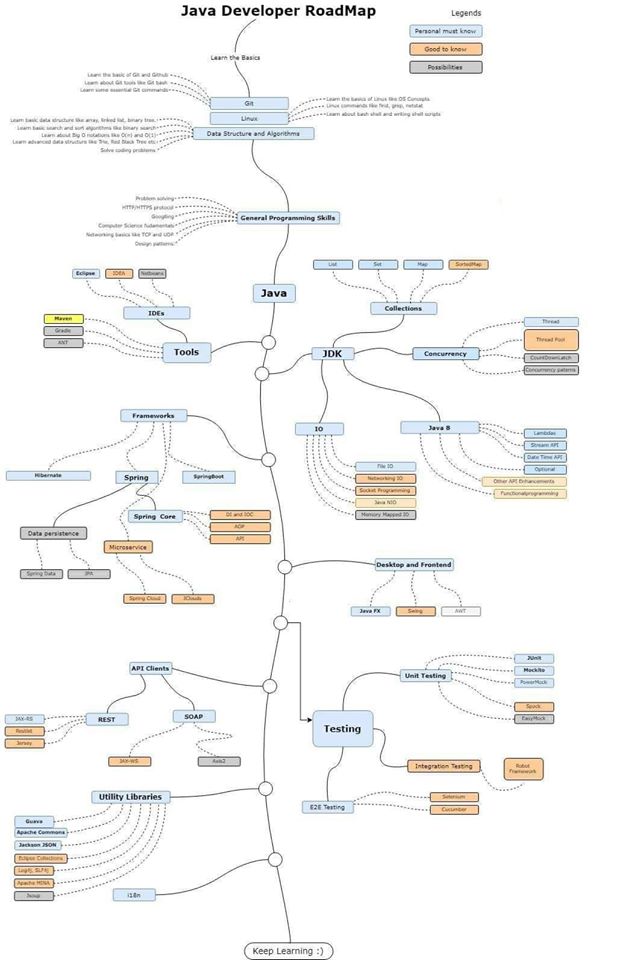 Java Developer RoadMap
Legends
Personal must know
Good to know
Possibilities
Learn the Basics
Learn the basic of Git and Github
Learn about Git tools like Git bash
Learn some essential Git commands
Git
Linux
Data Structure and Algorithms
Learn the basics of Linux like OS Concepts
Linux commands like find, grep, netstat
Learn about bash shell and writing shell scripts
Learn basic data structure like array, linked list, binary tree
Learn basic search and sort algorithms like binary search
Learn about Big O notations like O(n) and O(1)
Learn advanced data structure like Trie, Red Black Tree etc
Solve coding problems
Problem solving
HTTP/HTTPS protocol
Googling
Computer Science fudamentals
Networking basics like TCP and UDP
Design patterns
General Programming Skills
Java
Eclipse
IDEA
Netbeans
IDEs
Maven
Gradle
ANT
Tools
List
Set
Map
SortedMap
Collections
JDK
Concurrency
Thread
Thread Pool
CountDownLatch
Concurrency paterns
IO
Java 8
File IO
Networking IO
Socket Programming
Java NIO
Memory Mapped IO
Lambdas
Stream API
Date Time API
Optional
Other API Enhancements
Functionalprogramming
Frameworks
Hibernate
Spring
SpringBoot
Spring Core
DI and IOC
AOP
API
Data persistence
Microservice
Spring Data
JPA
Spring Cloud
JClouds
Desktop and Frontend
Java FX
Swing
AWT
API Clients
REST
SOAP
JAX-RS
Restlet
Jersey
JAX-WS
Axis2
Testing
Unit Testing
JUnit
Mockito
PowerMock
Spock
EasyMock
Integration Testing
Robot
Framework
E2E Testing
Selenium
Cucumber
Utility Libraries
Guava
Apache Commons
Jackson JSON
Eclipse Collections
Log4j, SLF4j
Apache MINA
Jsoup
i18n
Keep Learning :)